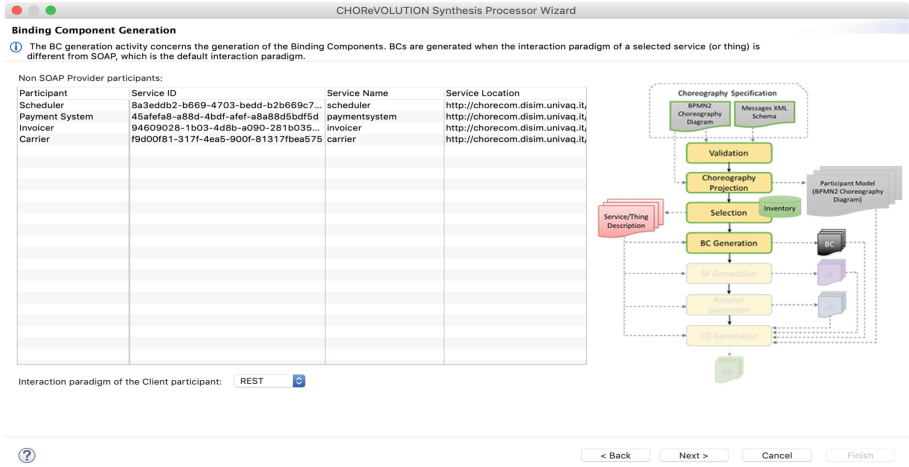 CHOReVOLUTION Synthesis Processor Wizard
Binding Component Generation
The BC generation activity concerns the generation of the Binding Components. BCs are generated when the interaction paradigm of a selected service (or thing) is
different from SOAP, which is the default interaction paradigm.
Non SOAP Provider participants:
Participant Service ID Service Name Service Location
Scheduler 8a3eddb2-b669-4703-bedd-b2b669c7... scheduler http://chorecom.disim.univaq.it/
Payment System 45afefa8-a88d-4bdf-afef-a8a88d5bdf5d paymentsystem http://chorecom.disim.univaq.it/
Invoicer 94609028-1b03-4d8b-a090-281b035... invoicer http://chorecom.disim.univaq.it/
Carrier f9d00f81-317f-4ea5-900f-81317fbea575 carrier http://chorecom.disim.univaq.it/
Interaction paradigm of the Client participant: REST
Choreography Specification
BPMN2
Choreography
Diagram
Messages XML
Schema
Validation
Choreography
Projection
Participant Model
(BPMN2 Choreography
Diagram)
Selection
Inventory
Service/Thing
Description
BC Generation
BC
SF Generation
Adapter
Generation
CD Generation
?
< Back Next > Cancel Finish